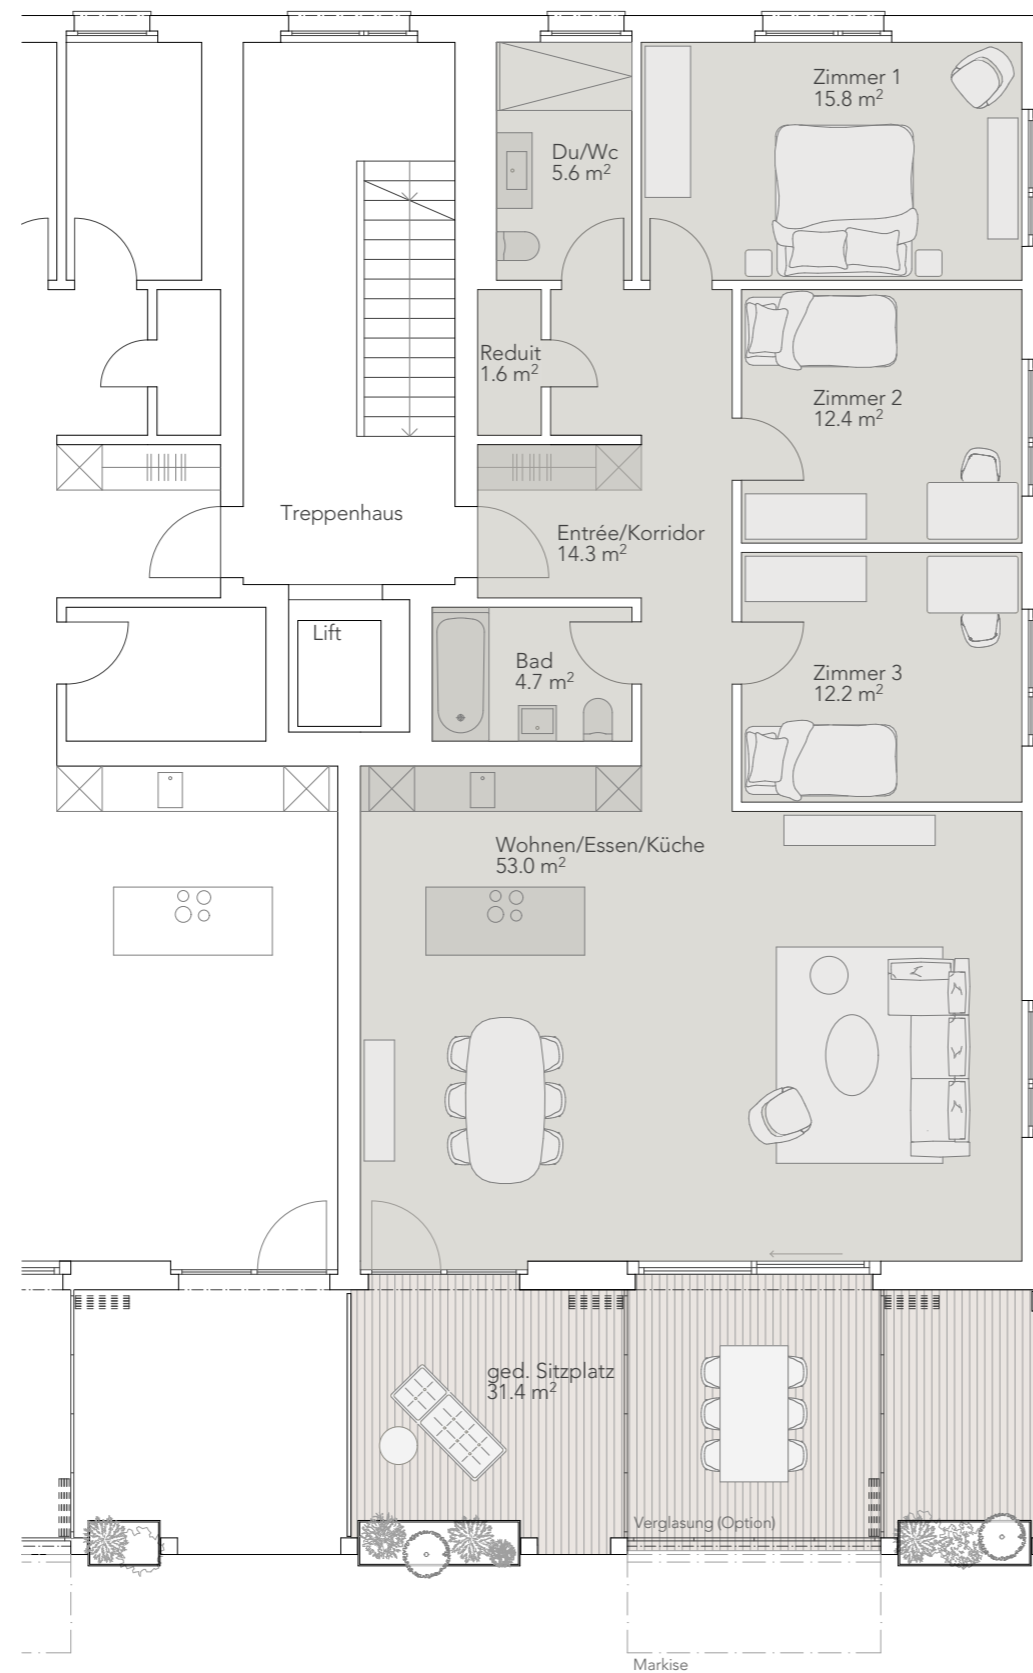 Zimmer 1
15.8 m²
Du/Wc
5.6 m²
Reduit
1.6 m²
Zimmer 2
12.4 m²
Treppenhaus
Entrée/Korridor
14.3 m²
Lift
Bad
4.7 m²
Zimmer 3
12.2 m²
Wohnen/Essen/Küche
53.0 m²
ged. Sitzplatz
31.4 m²
Verglasung (Option)
Markise